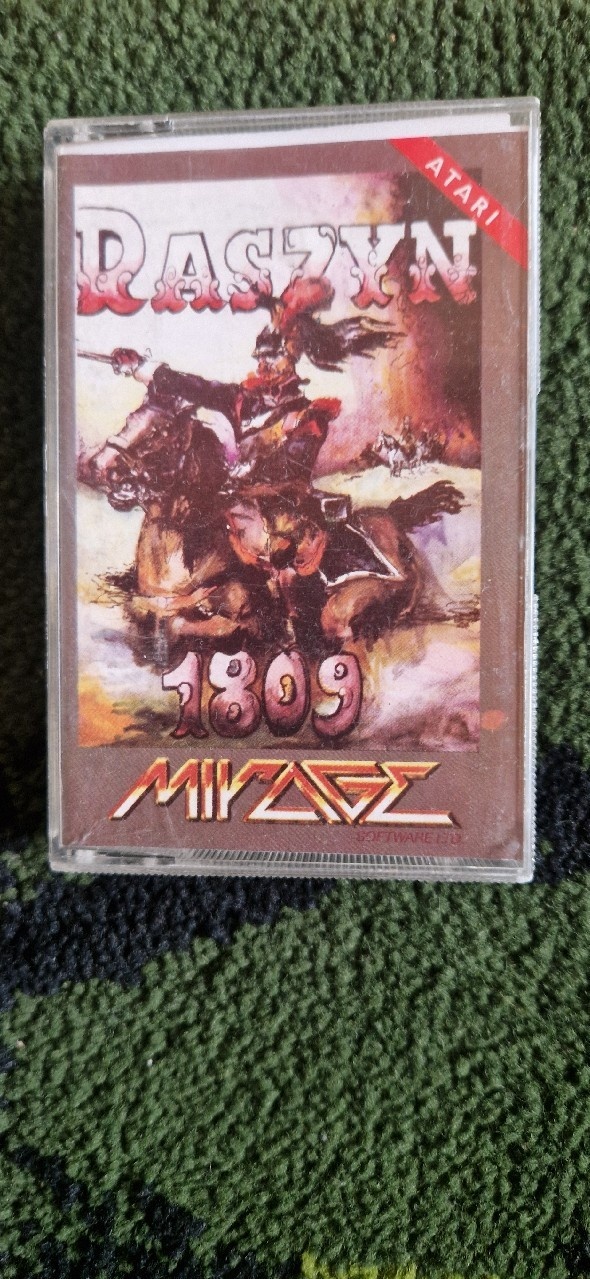 ATARI
RASZYN
1809
MIRAGE
SOFTWARE LTD